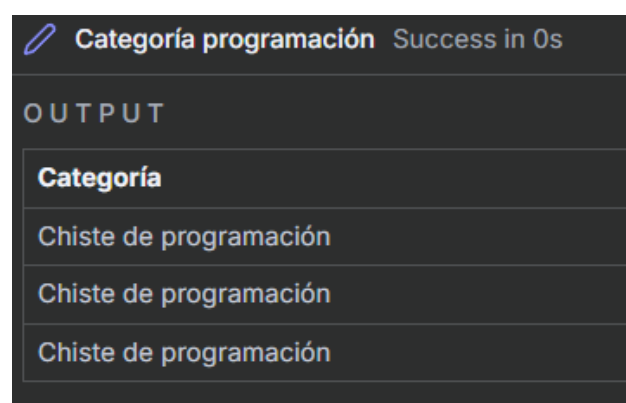 Categoría programación Success in 0s
OUTPUT
Categoría
Chiste de programación
Chiste de programación
Chiste de programación